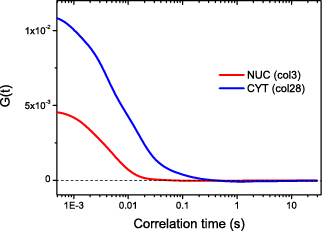 1x10⁻²
5x10⁻³
0
G(t)
NUC (col3)
CYT (col28)
1E-3 0.01 0.1 1 10
Correlation time (s)